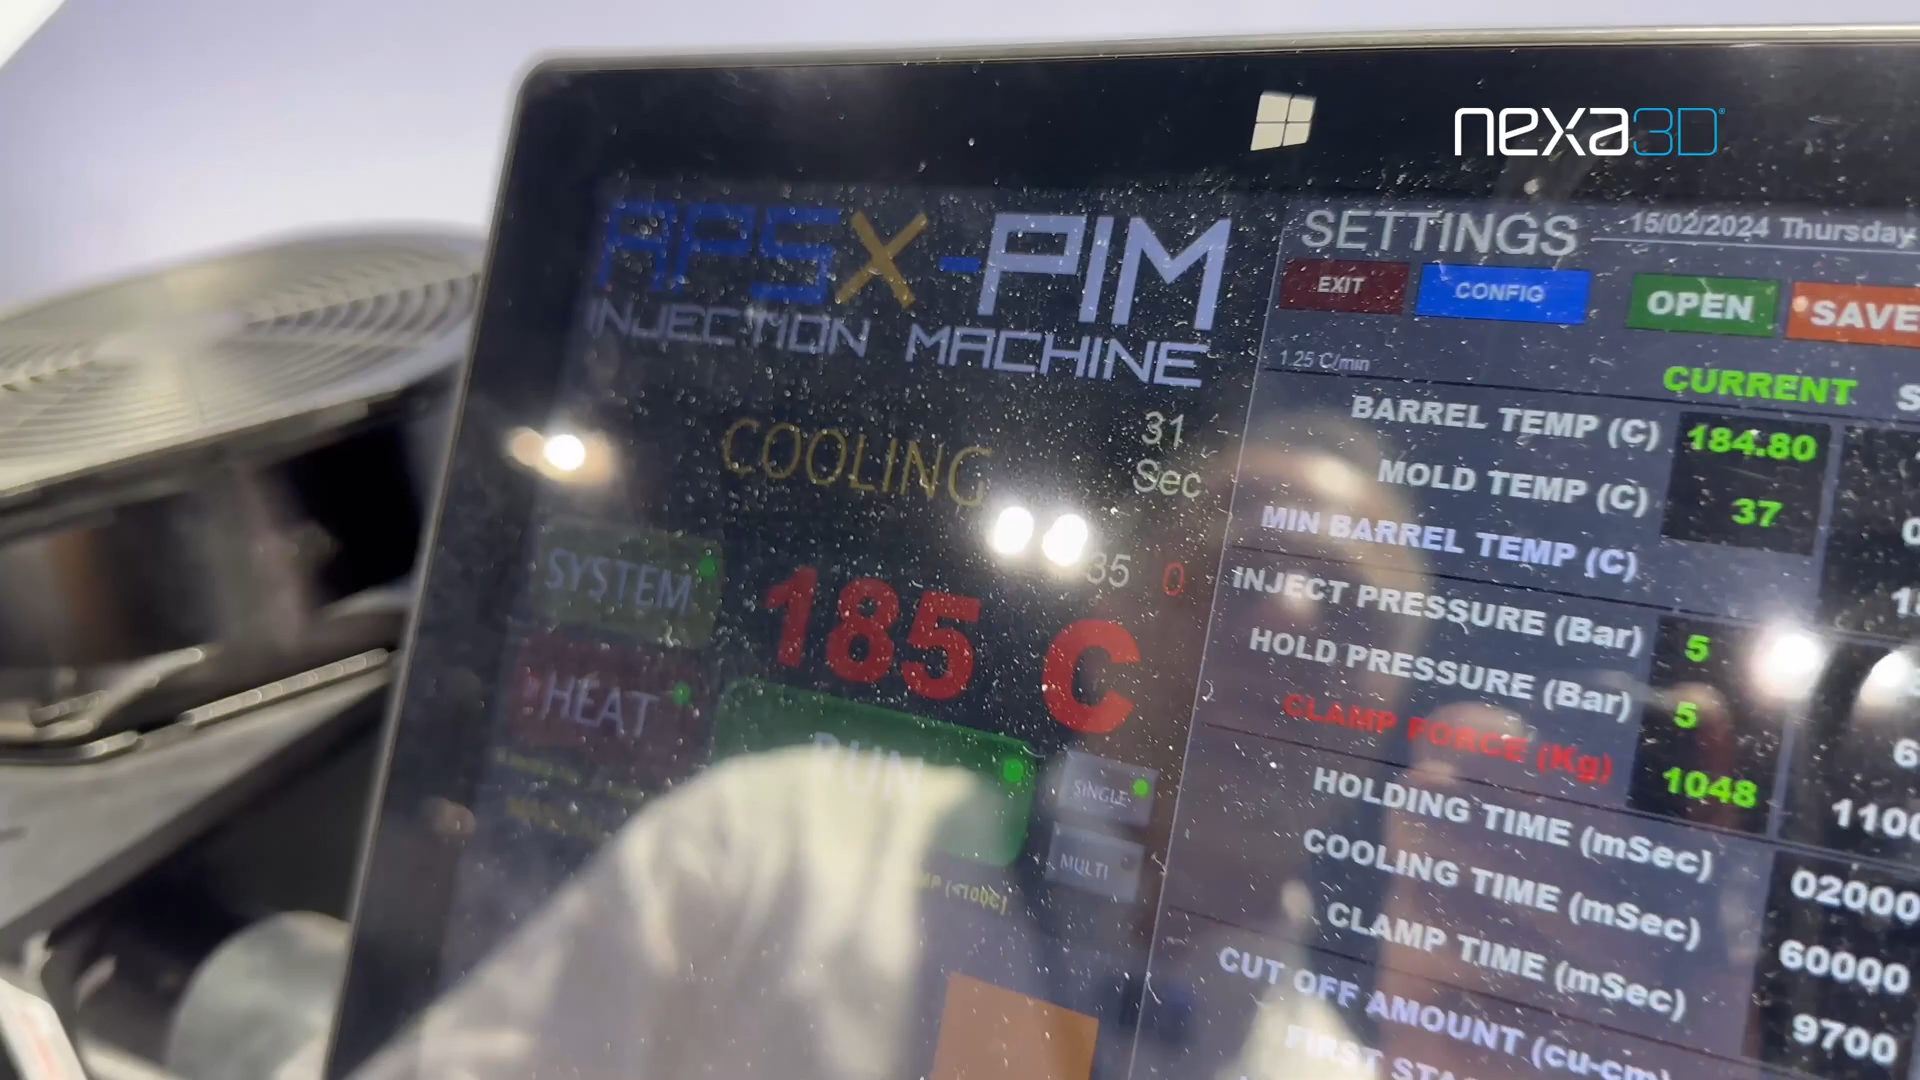 nexa3D
APSX-PIM
INJECTION MACHINE
COOLING
31
Sec
35 0
SYSTEM
185 C
HEAT
RUN
SINGLE
MULTI
(<100C)
SETTINGS
15/02/2024 Thursday
EXIT
CONFIG
OPEN
SAVE
1.25 C/min
CURRENT
BARREL TEMP (C) 184.80
MOLD TEMP (C) 37
MIN BARREL TEMP (C)
INJECT PRESSURE (Bar) 5
HOLD PRESSURE (Bar) 5
CLAMP FORCE (Kg) 1048 1100
HOLDING TIME (mSec) 02000
COOLING TIME (mSec) 60000
CLAMP TIME (mSec) 9700
CUT OFF AMOUNT (cu-cm)
FIRST